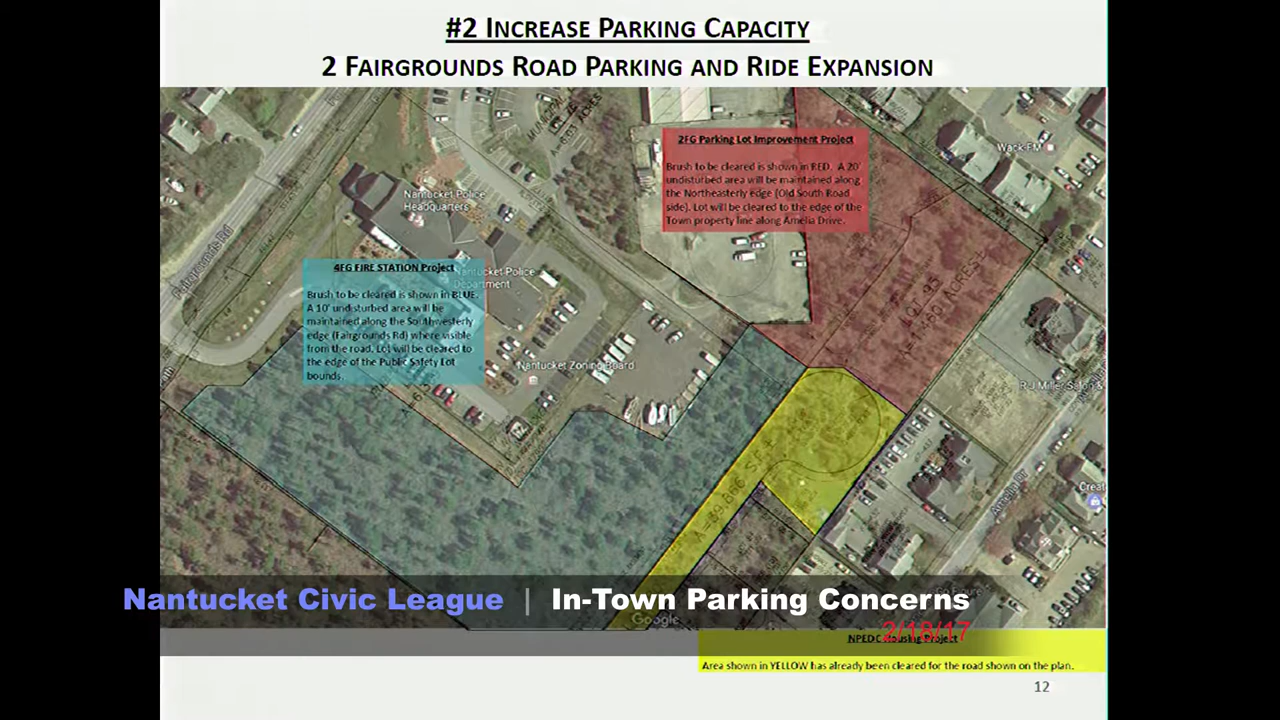 #2 INCREASE PARKING CAPACITY
2 FAIRGROUNDS ROAD PARKING AND RIDE EXPANSION
2FG Parking Lot Improvement Project
Brush to be cleared is shown in RED. A 20'
undisturbed area will be maintained along
the Northeasterly edge (Old South Road
side). Lot will be cleared to the edge of the
Town property line along Amelia Drive.
Wack-FM
Nantucket Police
Headquarters
Fairgrounds Rd
4FG FIRE STATION Project
Brush to be cleared is shown in BLUE.
A 10' undisturbed area will be
maintained along the Southwesterly
edge (Fairgrounds Rd) where visible
from the road. Lot will be cleared to
the edge of the Public Safety Lot
bounds.
Nantucket Police
Department
Nantucket Zoning Board
R J Miller Salon &
Amelia Dr
Creat
Nantucket Civic League | In-Town Parking Concerns
Google
2/18/17
NPEDC Housing Project
Area shown in YELLOW has already been cleared for the road shown on the plan.
12